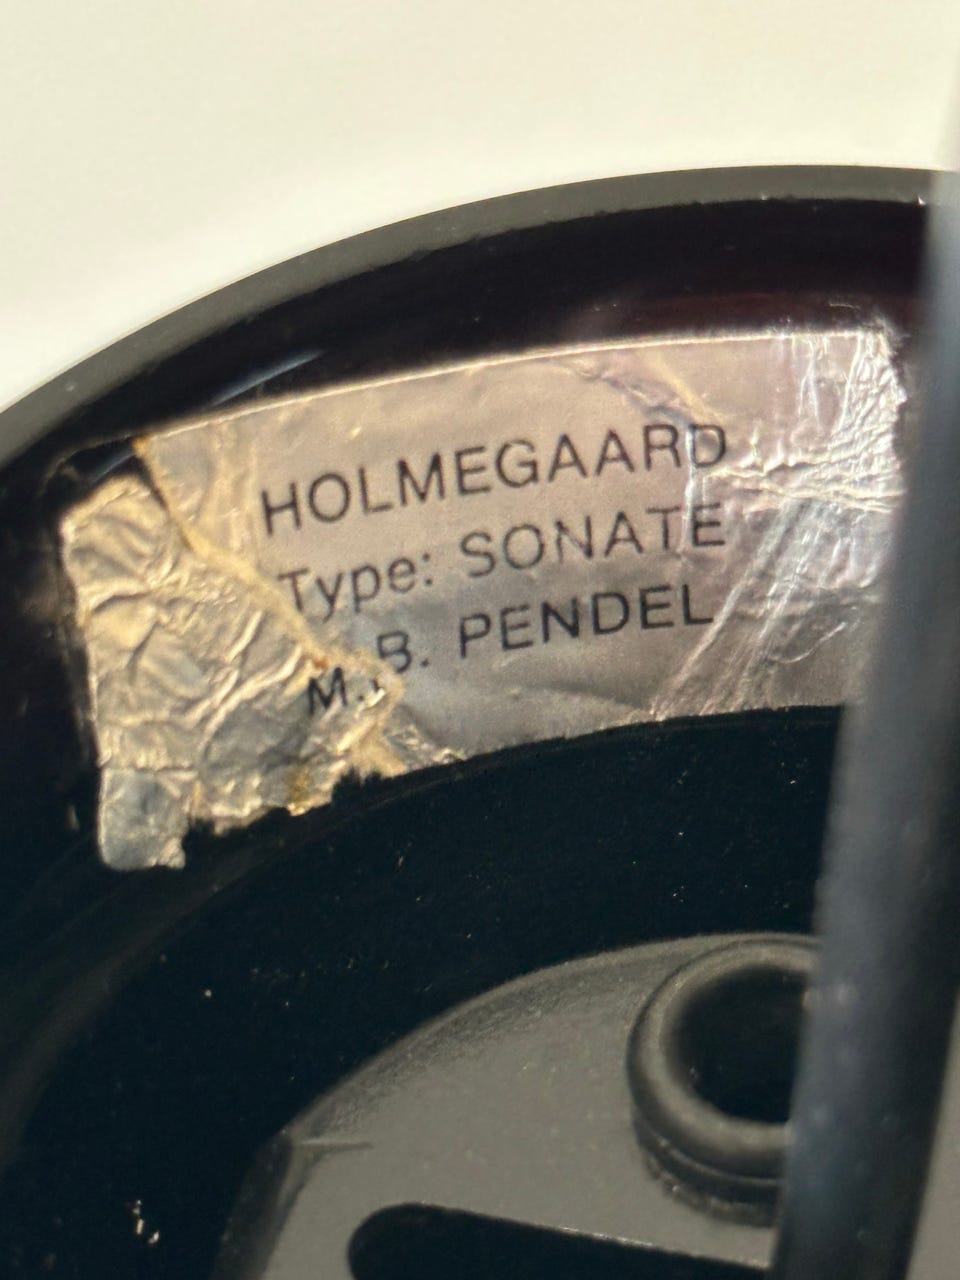 HOLMEGAARD
Type: SONATE
M.B. PENDEL